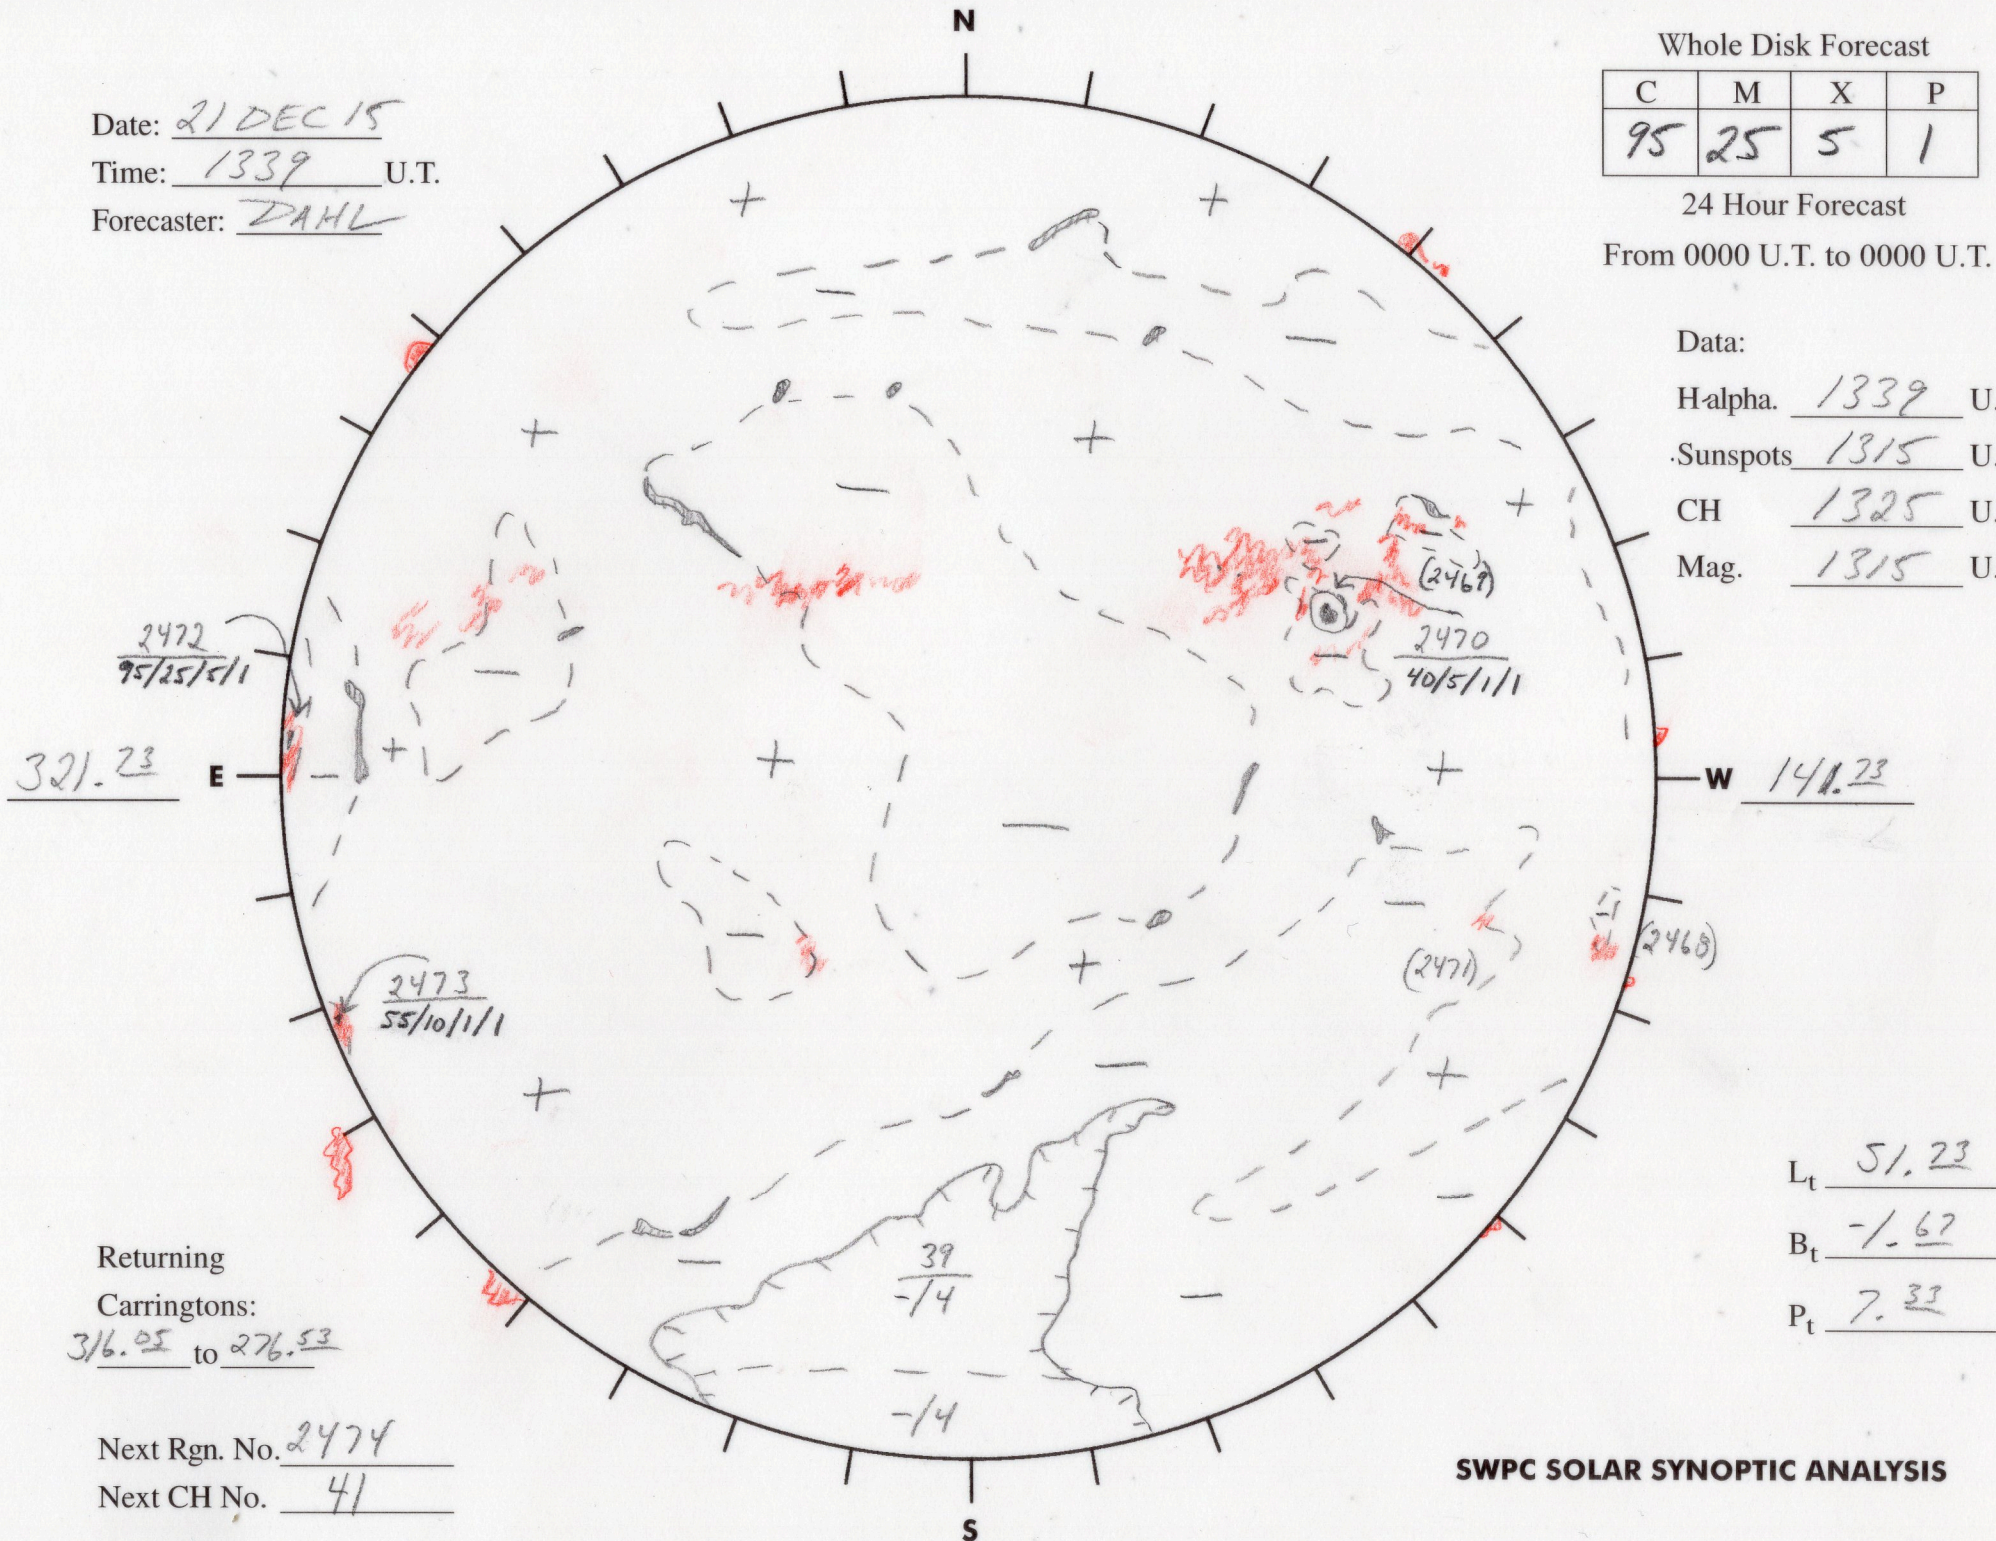 N
Whole Disk Forecast
C M X P
95 25 5 1
24 Hour Forecast
From 0000 U.T. to 0000 U.T.
Date: 21 DEC 15
Time: 1339 U.T.
Forecaster: DAHL
Data:
H-alpha. 1339 U.
Sunspots 1315 U.
CH 1325 U.
Mag. 1315 U.
(2469)
2470
40/5/1/1
2472
95/25/5/1
321.23 E
W 141.23
(2468)
(2471)
2473
55/10/1/1
Lt 51.23
Bt -1.67
Pt 7.33
39
-/4
-/4
Returning
Carringtons:
316.05 to 276.53
Next Rgn. No. 2474
Next CH No. 41
SWPC SOLAR SYNOPTIC ANALYSIS
S